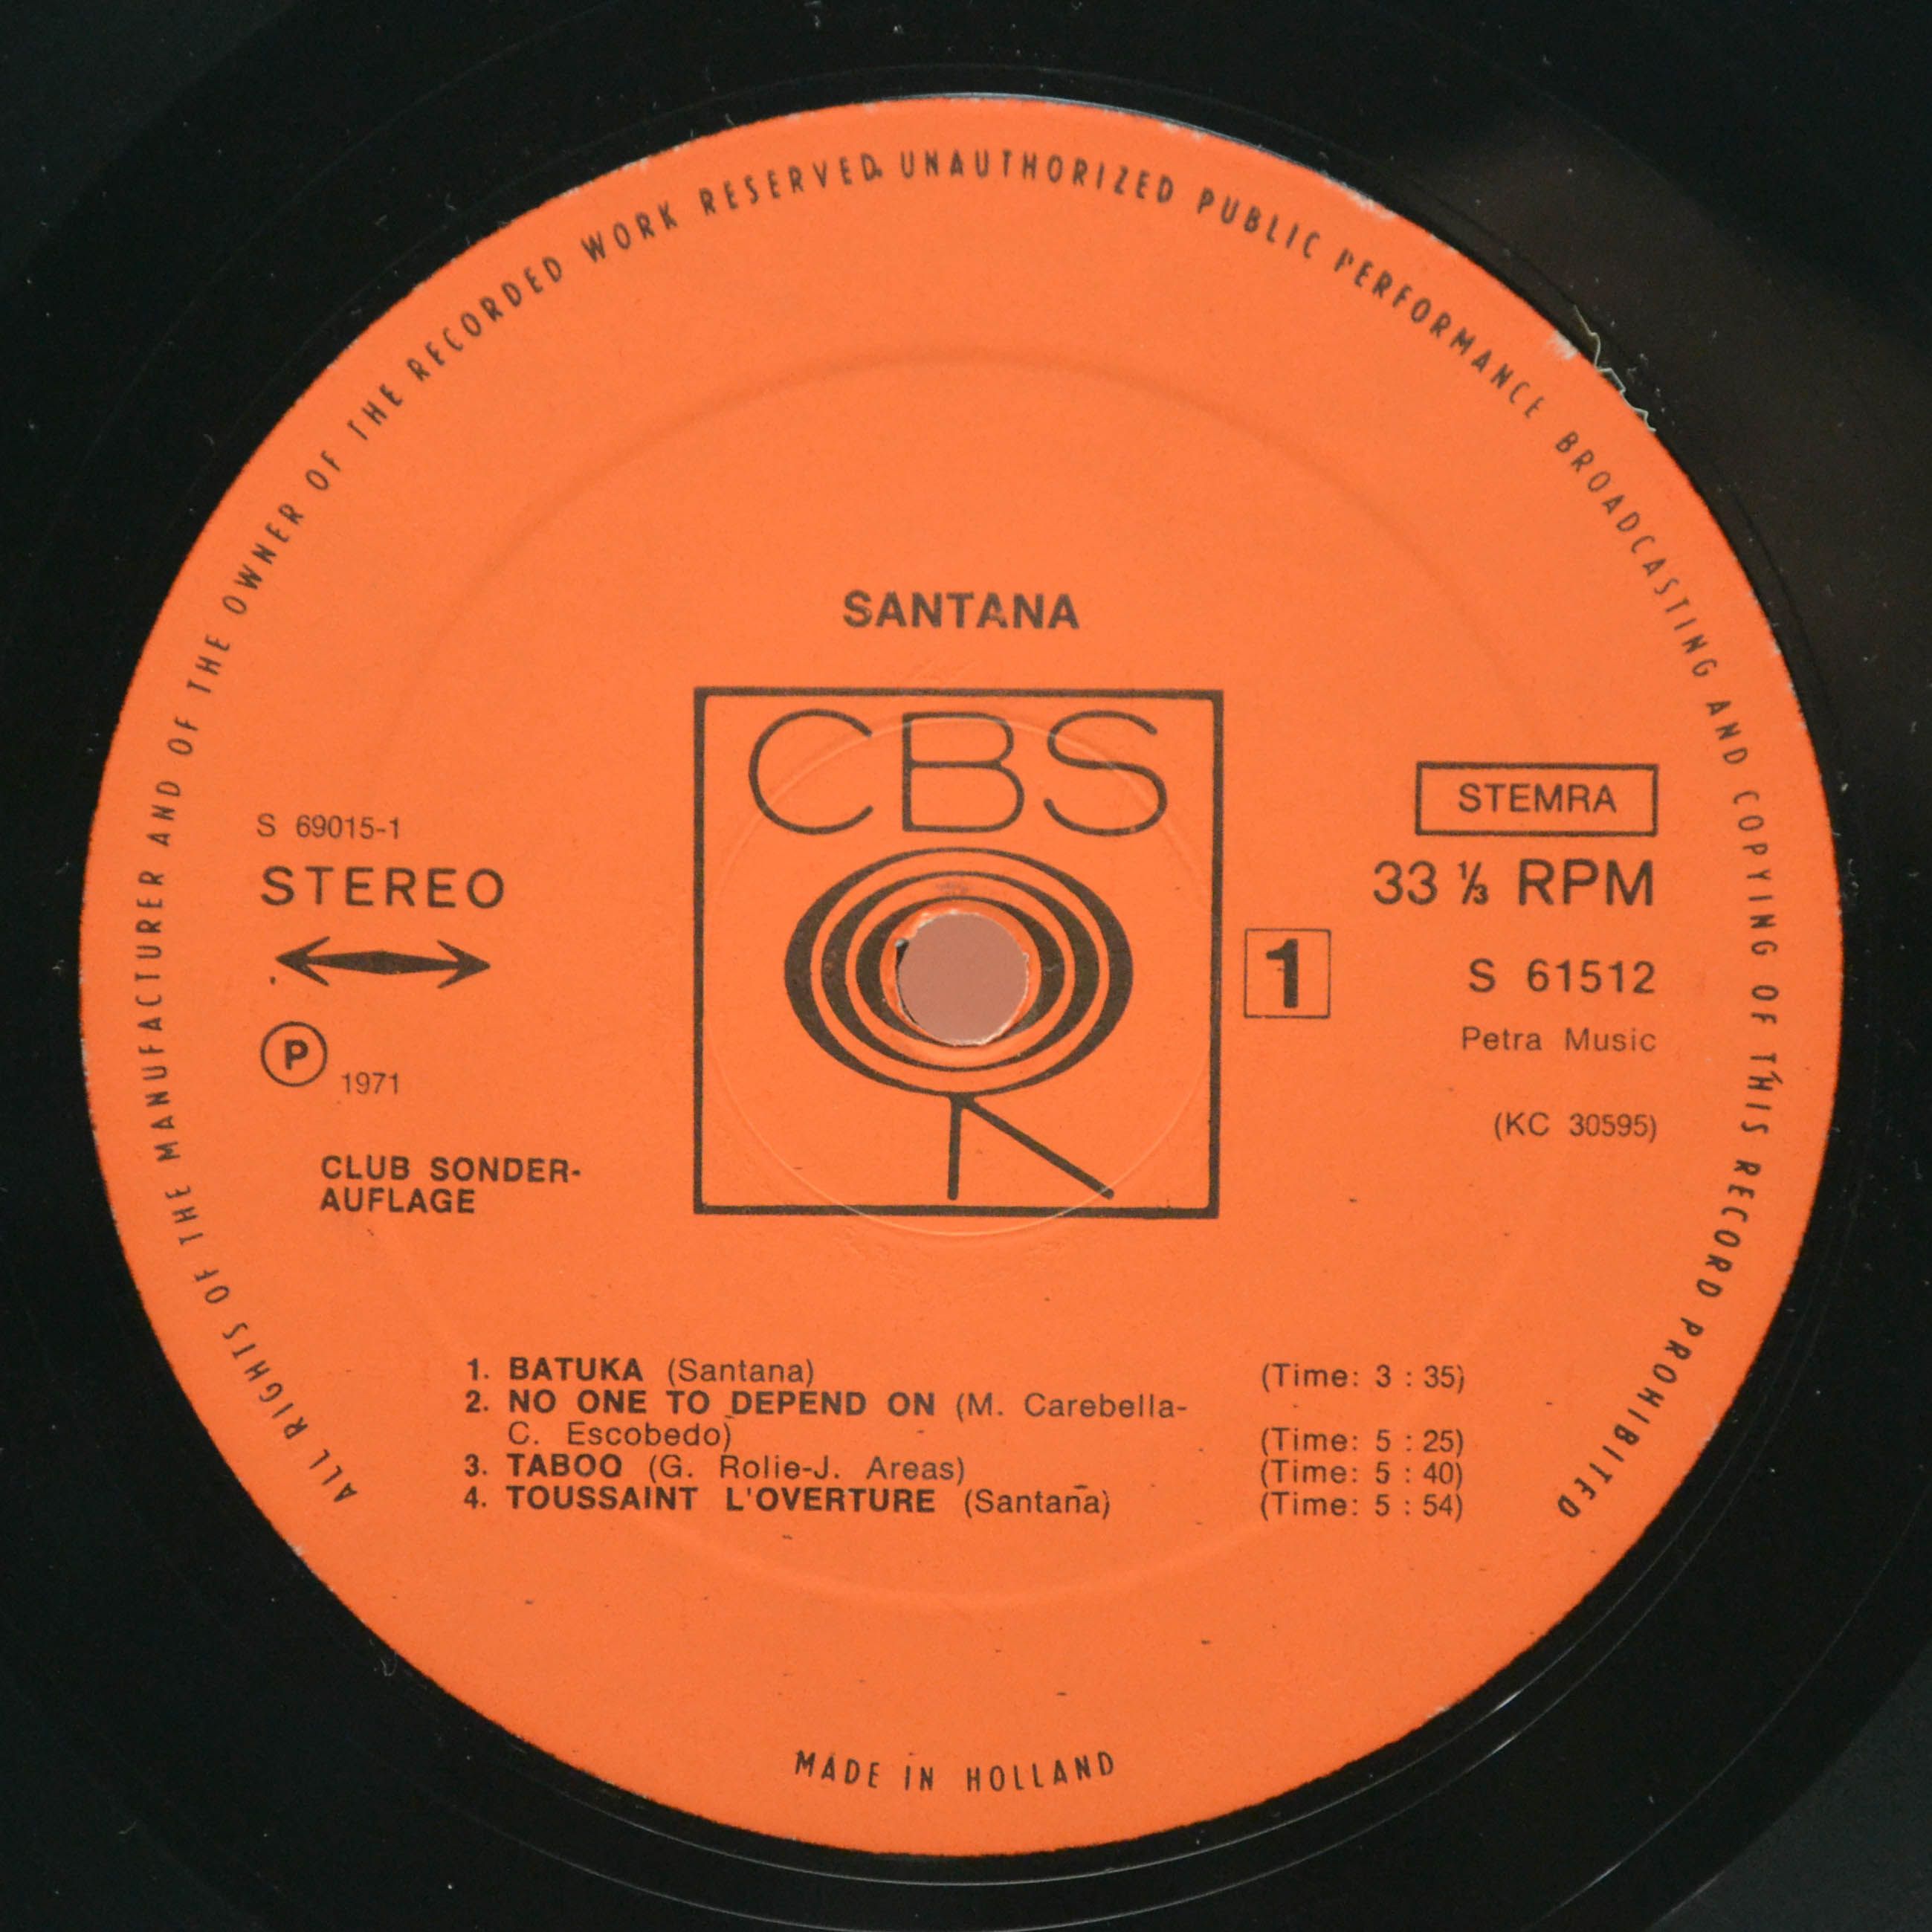 ALL RIGHTS OF THE MANUFACTURER AND OF THE OWNER OF THE RECORDED WORK RESERVED. UNAUTHORIZED PUBLIC PERFORMANCE BROADCASTING AND COPYING OF THIS RECORD PROHIBITED
SANTANA
CBS
STEMRA
S 69015-1
STEREO
33 ⅓ RPM
1
S 61512
Petra Music
P 1971
(KC 30595)
CLUB SONDER-
AUFLAGE
1. BATUKA (Santana) (Time: 3 : 35)
2. NO ONE TO DEPEND ON (M. Carebella-
C. Escobedo) (Time: 5 : 25)
3. TABOO (G. Rolie-J. Areas) (Time: 5 : 40)
4. TOUSSAINT L'OVERTURE (Santana) (Time: 5 : 54)
MADE IN HOLLAND